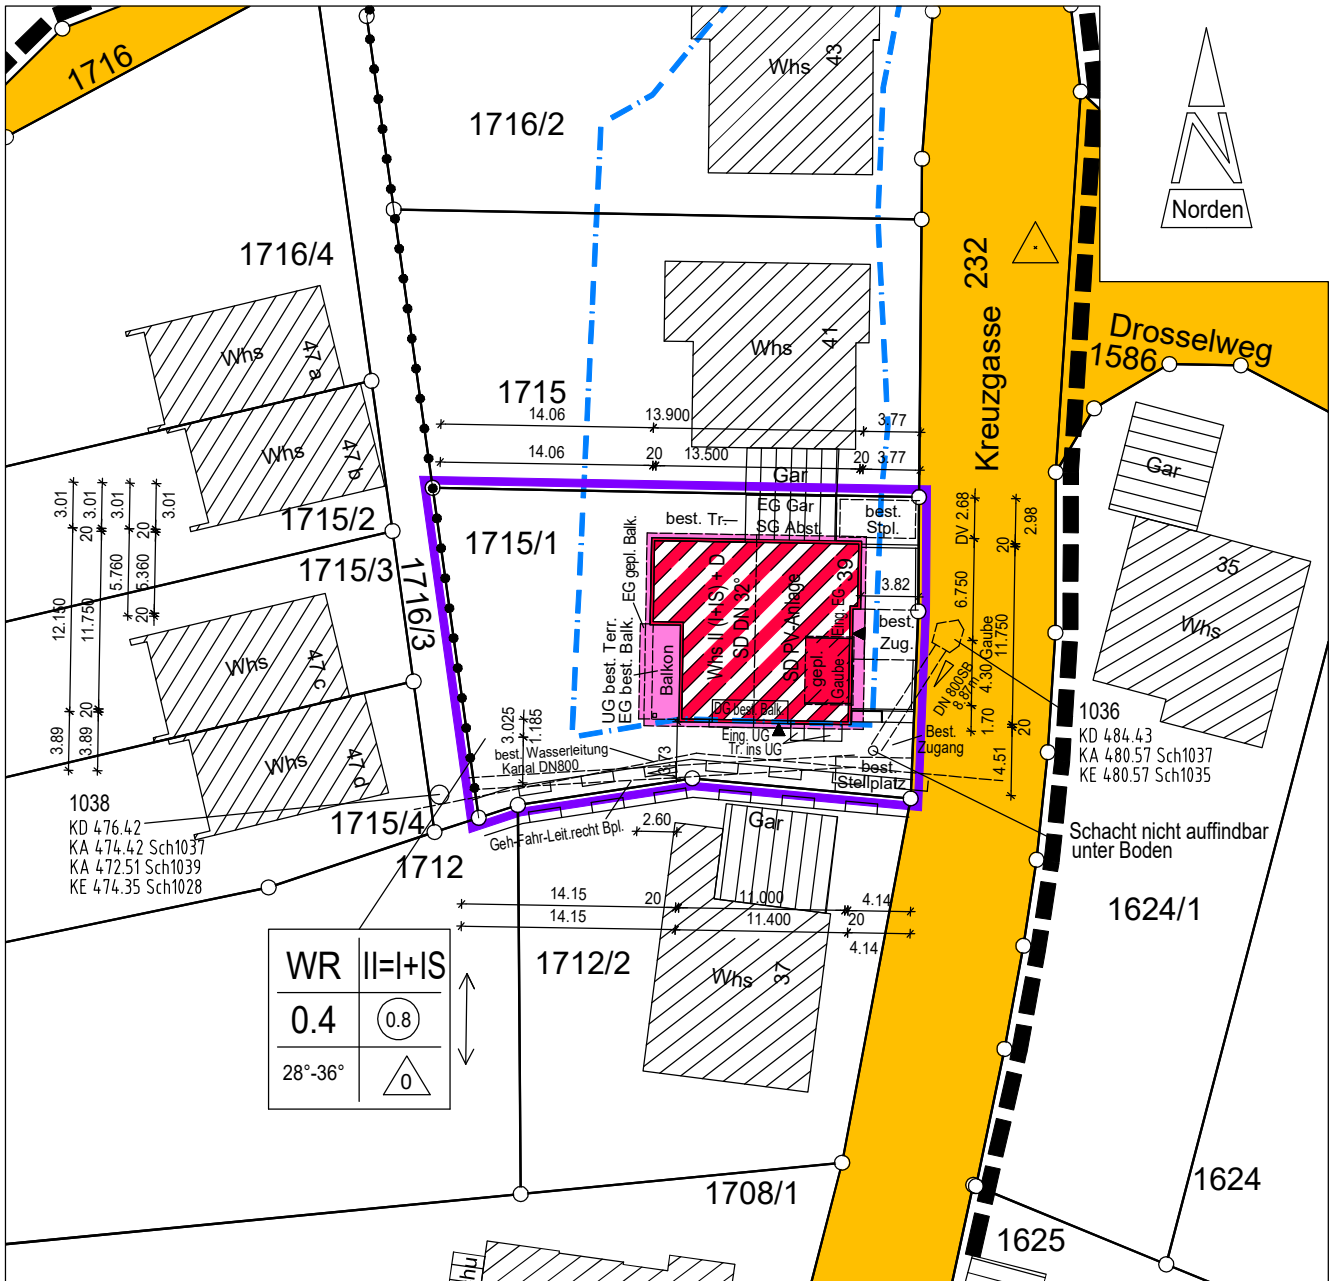 1716
1716/2
Whs
43
Norden
1716/4
Kreuzgasse
232
Whs
47 a
Whs
41
Drosselweg
1586
1715
14.06
13.900
3.77
14.06
20
13.500
20
3.77
Whs
47 b
Gar
Gar
3.01
3.01
3.01
3.01
20
20
5.760
5.360
20
12.150
11.750
3.89
3.89
20
1715/2
1715/3
1716/3
1715/1
best. Tr.
EG Gar
SG Abst.
best.
Stpl.
DV 2.68
2.98
20
6.750
11.750
4.30 Gaube
1.70
20
4.51
EG gepl. Balk.
UG best. Terr.
EG best. Balk.
Balkon
Whs II (I+IS) + D
SD DN 32°
SD PV-Anlage
Eing. EG
39
3.82
best.
Zug.
gepl.
Gaube
DG best. Balk.
Eing. UG
Tr. ins UG
DN 800SB
8.87m
Best.
Zugang
35
Whs
Whs
47 c
Whs
47 d
1036
KD 484.43
KA 480.57 Sch1037
KE 480.57 Sch1035
3.025
1.185
best. Wasserleitung
Kanal DN800
3.73
best.
Stellplatz
1038
KD 476.42
KA 474.42 Sch1037
KA 472.51 Sch1039
KE 474.35 Sch1028
1715/4
1712
Geh-Fahr-Leit.recht Bpl.
2.60
Gar
Schacht nicht auffindbar
unter Boden
14.15
20
11.000
4.14
14.15
11.400
20
4.14
1624/1
WR
II=I+IS
0.4
0.8
28°-36°
0
1712/2
Whs
37
1708/1
1624
1625